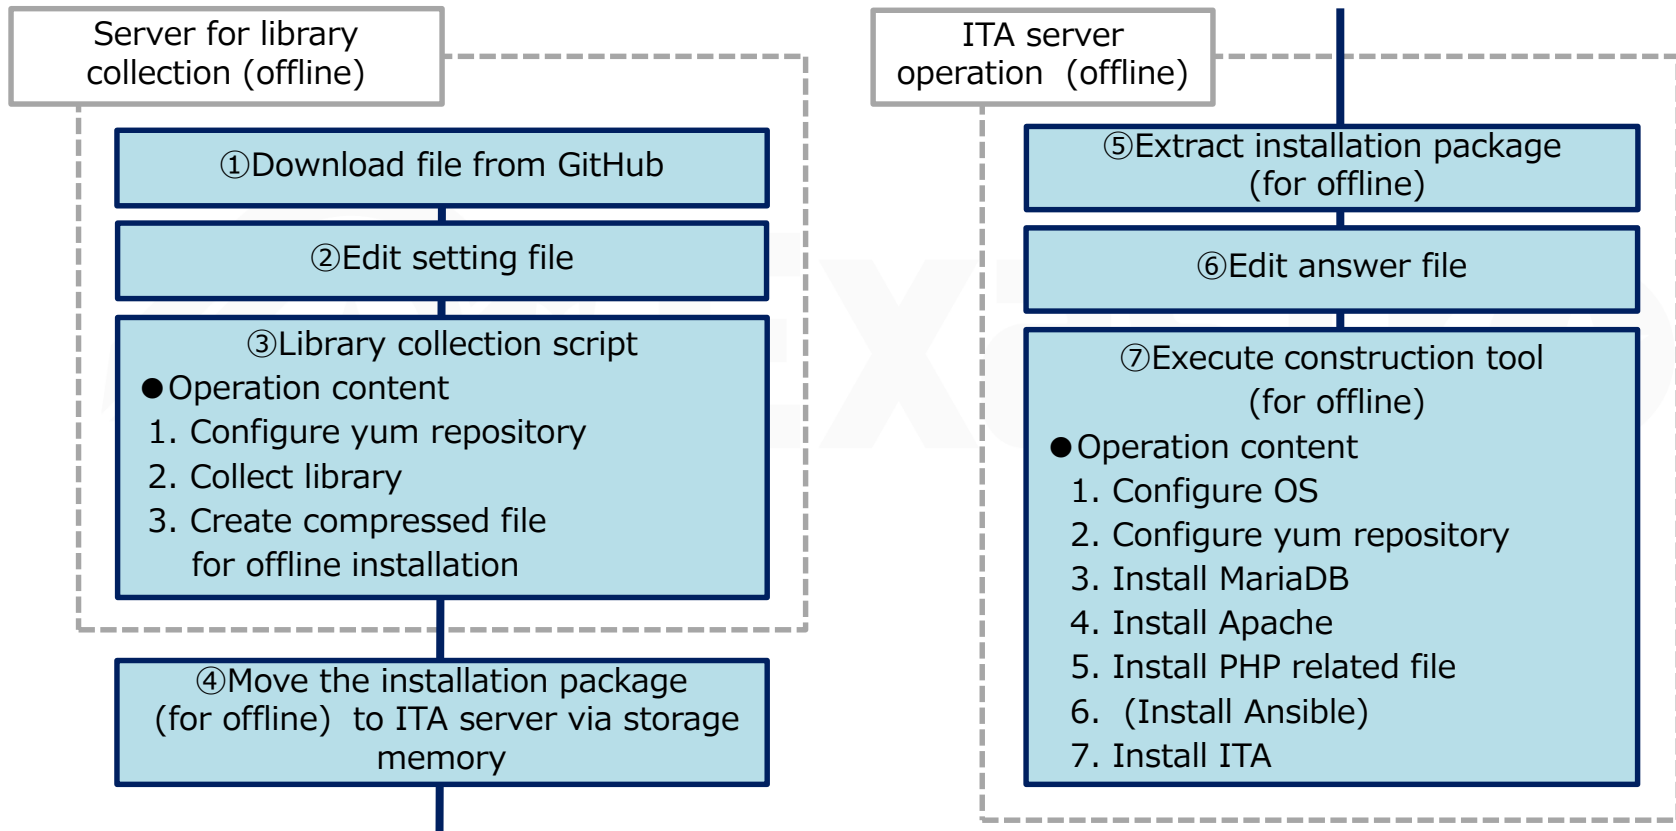 Server for library
collection (offline)
①Download file from GitHub
②Edit setting file
③Library collection script
●Operation content
1. Configure yum repository
2. Collect library
3. Create compressed file
for offline installation
④Move the installation package
(for offline) to ITA server via storage
memory
ITA server
operation (offline)
⑤Extract installation package
(for offline)
⑥Edit answer file
⑦Execute construction tool
(for offline)
●Operation content
1. Configure OS
2. Configure yum repository
3. Install MariaDB
4. Install Apache
5. Install PHP related file
6. (Install Ansible)
7. Install ITA